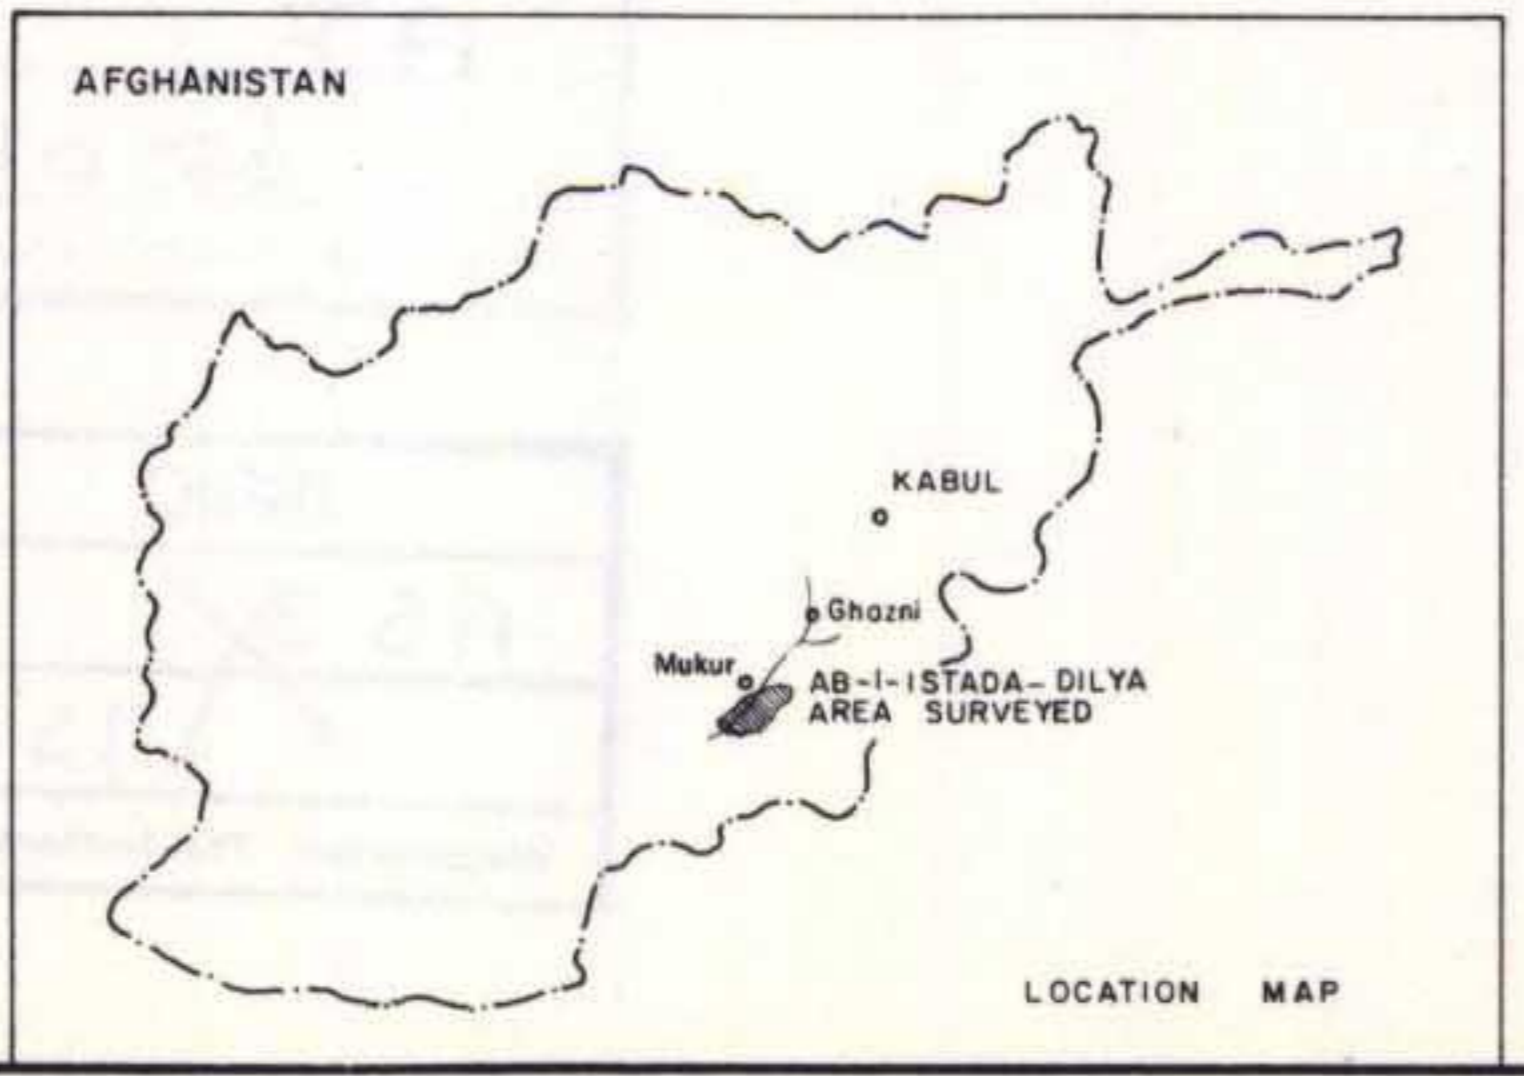 AFGHANISTAN
KABUL
Ghazni
Mukur
AB-I-ISTADA-DILYA
AREA SURVEYED
LOCATION MAP